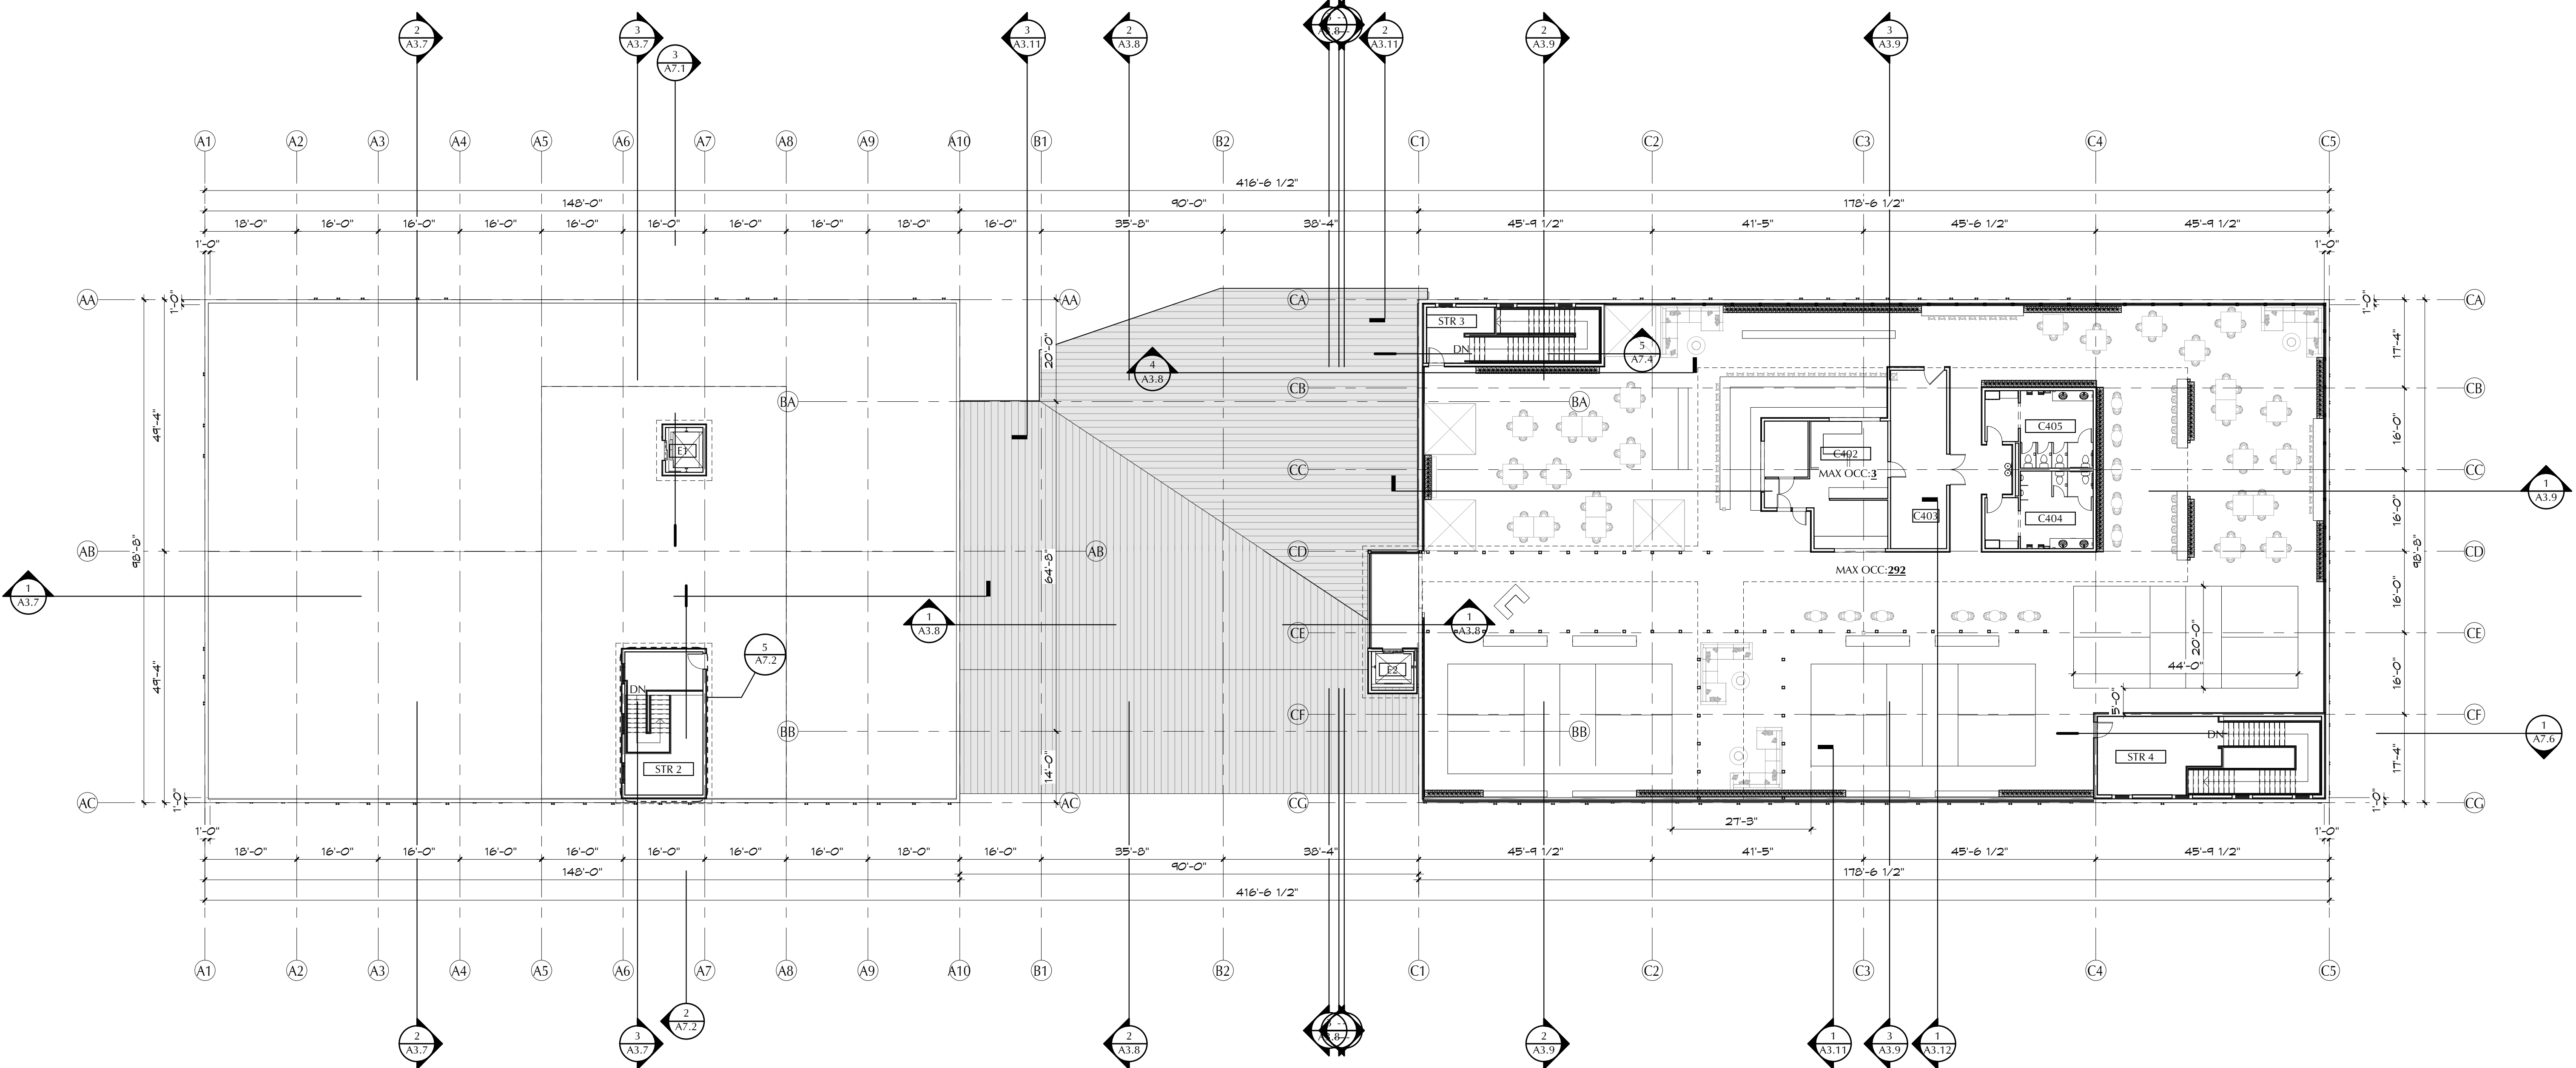 2 3 3 2 2 3
A3.7 A3.7 A3.11 A3.8 A3.8 A3.11 A3.9 A3.9
3
A7.1
A1 A2 A3 A4 A5 A6 A7 A8 A9 A10 B1 B2 C1 C2 C3 C4 C5
416'-6 1/2"
148'-0" 90'-0" 178'-6 1/2"
18'-0" 16'-0" 16'-0" 16'-0" 16'-0" 16'-0" 16'-0" 16'-0" 18'-0" 16'-0" 35'-8" 38'-4" 45'-9 1/2" 41'-5" 45'-6 1/2" 45'-9 1/2"
1'-0" 1'-0"
AA AA CA CA
1'-0" 1'-0"
STR 3
DN
5
A7.4
4
A3.8
20'-0" 17'-4"
CB CB
BA BA
49'-4" 16'-0"
E1 C405
C402
MAX OCC:3
CC CC
1
A3.9
C403 C404
16'-0"
AB AB CD CD
98'-8" 98'-8"
64'-8"
MAX OCC:292
1
A3.7
16'-0"
1
A3.8
1
A3.8
CE CE
20'-0"
44'-0"
5
A7.2
E2
49'-4" 16'-0"
DN
5'-0"
CF CF
BB BB
DN
1
A7.6
STR 2 STR 4
14'-0" 17'-4"
1'-0" 1'-0"
AC AC CG CG
27'-3"
1'-0" 1'-0"
18'-0" 16'-0" 16'-0" 16'-0" 16'-0" 16'-0" 16'-0" 16'-0" 18'-0" 16'-0" 35'-8" 38'-4" 45'-9 1/2" 41'-5" 45'-6 1/2" 45'-9 1/2"
148'-0" 90'-0" 178'-6 1/2"
416'-6 1/2"
A1 A2 A3 A4 A5 A6 A7 A8 A9 A10 B1 B2 C1 C2 C3 C4 C5
2
A7.2
2 3 2 2 1 3 1
A3.7 A3.7 A3.8 A3.8 A3.9 A3.11 A3.9 A3.12